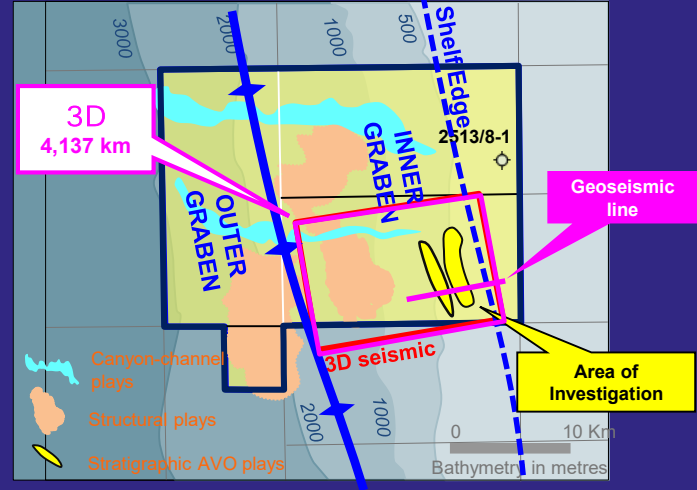 3000
2000
1000
500
Shelf Edge
3D
4,137 km
2513/8-1
INNER
GRABEN
Geoseismic
line
OUTER
GRABEN
3D seismic
Canyon-channel
plays
Area of
Investigation
Structural plays
2000
1000
0 10 Km
Stratigraphic AVO plays
Bathymetry in metres